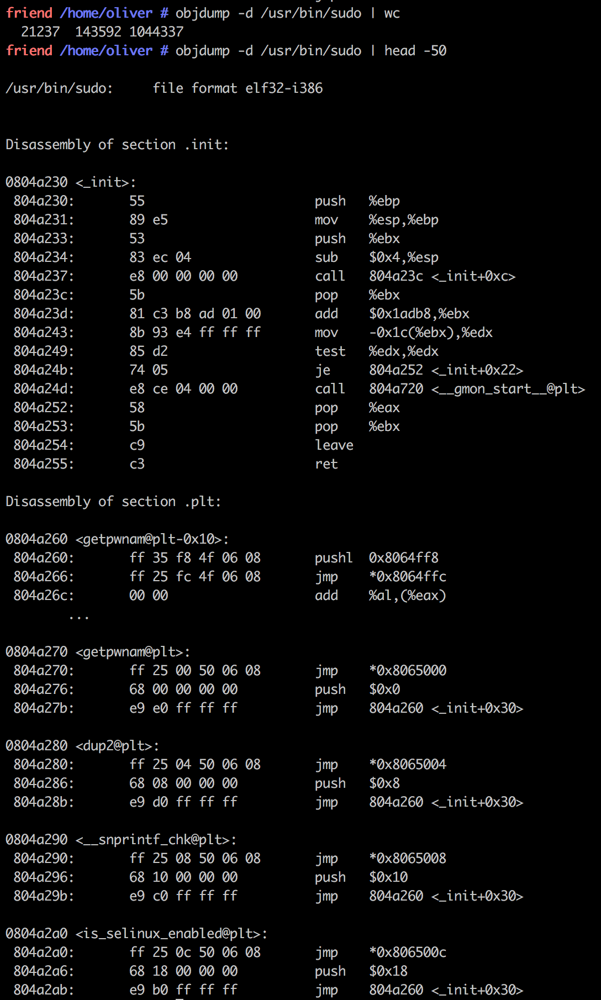 friend /home/oliver # objdump -d /usr/bin/sudo | wc
  21237  143592 1044337
friend /home/oliver # objdump -d /usr/bin/sudo | head -50

/usr/bin/sudo:     file format elf32-i386


Disassembly of section .init:

0804a230 <_init>:
 804a230:       55                      push   %ebp
 804a231:       89 e5                   mov    %esp,%ebp
 804a233:       53                      push   %ebx
 804a234:       83 ec 04                sub    $0x4,%esp
 804a237:       e8 00 00 00 00          call   804a23c <_init+0xc>
 804a23c:       5b                      pop    %ebx
 804a23d:       81 c3 b8 ad 01 00       add    $0x1adb8,%ebx
 804a243:       8b 93 e4 ff ff ff       mov    -0x1c(%ebx),%edx
 804a249:       85 d2                   test   %edx,%edx
 804a24b:       74 05                   je     804a252 <_init+0x22>
 804a24d:       e8 ce 04 00 00          call   804a720 <__gmon_start__@plt>
 804a252:       58                      pop    %eax
 804a253:       5b                      pop    %ebx
 804a254:       c9                      leave
 804a255:       c3                      ret

Disassembly of section .plt:

0804a260 <getpwnam@plt-0x10>:
 804a260:       ff 35 f8 4f 06 08       pushl  0x8064ff8
 804a266:       ff 25 fc 4f 06 08       jmp    *0x8064ffc
 804a26c:       00 00                   add    %al,(%eax)
        ...

0804a270 <getpwnam@plt>:
 804a270:       ff 25 00 50 06 08       jmp    *0x8065000
 804a276:       68 00 00 00 00          push   $0x0
 804a27b:       e9 e0 ff ff ff          jmp    804a260 <_init+0x30>

0804a280 <dup2@plt>:
 804a280:       ff 25 04 50 06 08       jmp    *0x8065004
 804a286:       68 08 00 00 00          push   $0x8
 804a28b:       e9 d0 ff ff ff          jmp    804a260 <_init+0x30>

0804a290 <__snprintf_chk@plt>:
 804a290:       ff 25 08 50 06 08       jmp    *0x8065008
 804a296:       68 10 00 00 00          push   $0x10
 804a29b:       e9 c0 ff ff ff          jmp    804a260 <_init+0x30>

0804a2a0 <is_selinux_enabled@plt>:
 804a2a0:       ff 25 0c 50 06 08       jmp    *0x806500c
 804a2a6:       68 18 00 00 00          push   $0x18
 804a2ab:       e9 b0 ff ff ff          jmp    804a260 <_init+0x30>